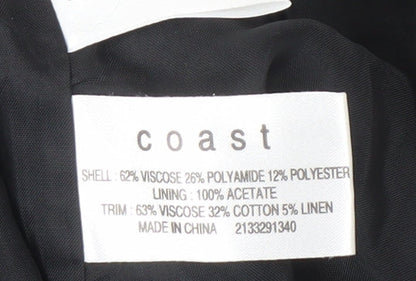 coast
SHELL : 62% VISCOSE 26% POLYAMIDE 12% POLYESTER
LINING : 100% ACETATE
TRIM : 63% VISCOSE 32% COTTON 5% LINEN
MADE IN CHINA 2133291340